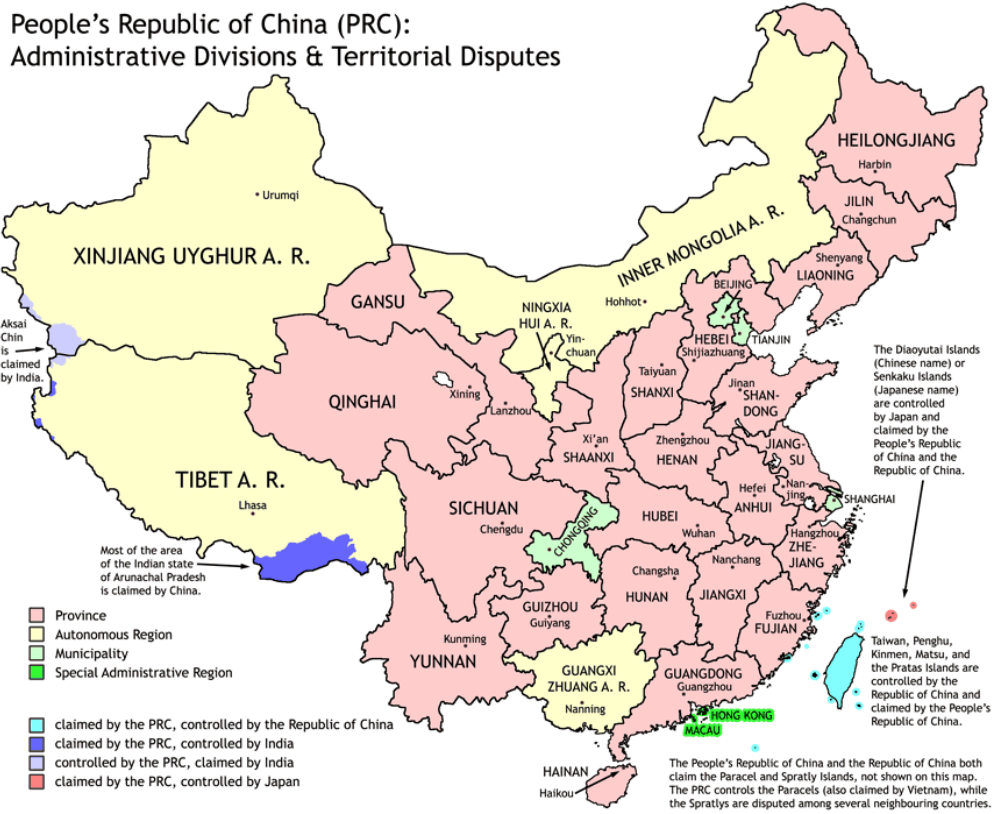 People's Republic of China (PRC):
Administrative Divisions & Territorial Disputes
HEILONGJIANG
Harbin
JILIN
Changchun
Urumqi
XINJIANG UYGHUR A. R.
INNER MONGOLIA A. R.
Shenyang
LIAONING
GANSU
NINGXIA
HUI A. R.
Hohhot
BEIJING
Yin-
chuan
HEBEI
TIANJIN
Shijiazhuang
Aksai
Chin
is
claimed
by India.
Taiyuan
SHANXI
Jinan
SHAN-
DONG
QINGHAI
Xining
Lanzhou
The Diaoyutai Islands
(Chinese name) or
Senkaku Islands
(Japanese name)
are controlled
by Japan and
claimed by the
People's Republic
of China and the
Republic of China.
Xi'an
SHAANXI
Zhengzhou
HENAN
JIANG-
SU
TIBET A. R.
Lhasa
SICHUAN
Chengdu
CHONGQING
HUBEI
Wuhan
Hefei
ANHUI
Nan-
jing
SHANGHAI
Hangzhou
ZHE-
JIANG
Most of the area
of the Indian state
of Arunachal Pradesh
is claimed by China.
Changsha
HUNAN
Nanchang
JIANGXI
GUIZHOU
Guiyang
Fuzhou
FUJIAN
Kunming
YUNNAN
GUANGXI
ZHUANG A. R.
Nanning
GUANGDONG
Guangzhou
HONG KONG
MACAU
Taiwan, Penghu,
Kinmen, Matsu, and
the Pratas Islands are
controlled by the
Republic of China and
claimed by the People's
Republic of China.
HAINAN
Haikou
Province
Autonomous Region
Municipality
Special Administrative Region
claimed by the PRC, controlled by the Republic of China
claimed by the PRC, controlled by India
controlled by the PRC, claimed by India
claimed by the PRC, controlled by Japan
The People's Republic of China and the Republic of China both
claim the Paracel and Spratly Islands, not shown on this map.
The PRC controls the Paracels (also claimed by Vietnam), while
the Spratlys are disputed among several neighbouring countries.